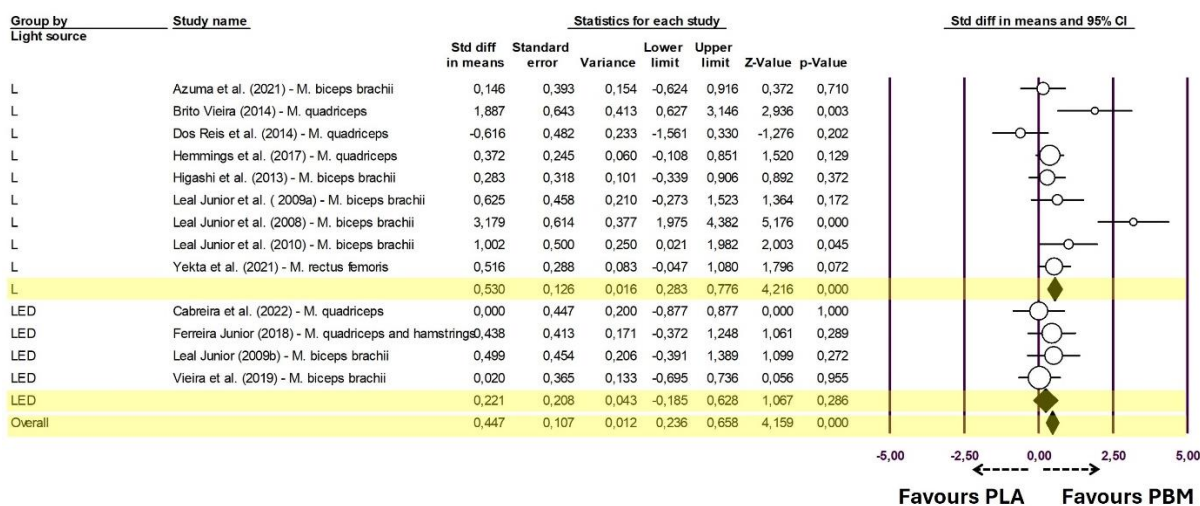 Group by Study name Statistics for each study Std diff in means and 95% CI
Light source
Std diff Standard Lower Upper
in means error Variance limit limit Z-Value p-Value
L Azuma et al. (2021) - M. biceps brachii 0,146 0,393 0,154 -0,624 0,916 0,372 0,710
L Brito Vieira (2014) - M. quadriceps 1,887 0,643 0,413 0,627 3,146 2,936 0,003
L Dos Reis et al. (2014) - M. quadriceps -0,616 0,482 0,233 -1,561 0,330 -1,276 0,202
L Hemmings et al. (2017) - M. quadriceps 0,372 0,245 0,060 -0,108 0,851 1,520 0,129
L Higashi et al. (2013) - M. biceps brachii 0,283 0,318 0,101 -0,339 0,906 0,892 0,372
L Leal Junior et al. ( 2009a) - M. biceps brachii 0,625 0,458 0,210 -0,273 1,523 1,364 0,172
L Leal Junior et al. (2008) - M. biceps brachii 3,179 0,614 0,377 1,975 4,382 5,176 0,000
L Leal Junior et al. (2010) - M. biceps brachii 1,002 0,500 0,250 0,021 1,982 2,003 0,045
L Yekta et al. (2021) - M. rectus femoris 0,516 0,288 0,083 -0,047 1,080 1,796 0,072
L 0,530 0,126 0,016 0,283 0,776 4,216 0,000
LED Cabreira et al. (2022) - M. quadriceps 0,000 0,447 0,200 -0,877 0,877 0,000 1,000
LED Ferreira Junior (2018) - M. quadriceps and hamstrings 0,438 0,413 0,171 -0,372 1,248 1,061 0,289
LED Leal Junior (2009b) - M. biceps brachii 0,499 0,454 0,206 -0,391 1,389 1,099 0,272
LED Vieira et al. (2019) - M. biceps brachii 0,020 0,365 0,133 -0,695 0,736 0,056 0,955
LED 0,221 0,208 0,043 -0,185 0,628 1,067 0,286
Overall 0,447 0,107 0,012 0,236 0,658 4,159 0,000
-5,00 -2,50 0,00 2,50 5,00
Favours PLA Favours PBM